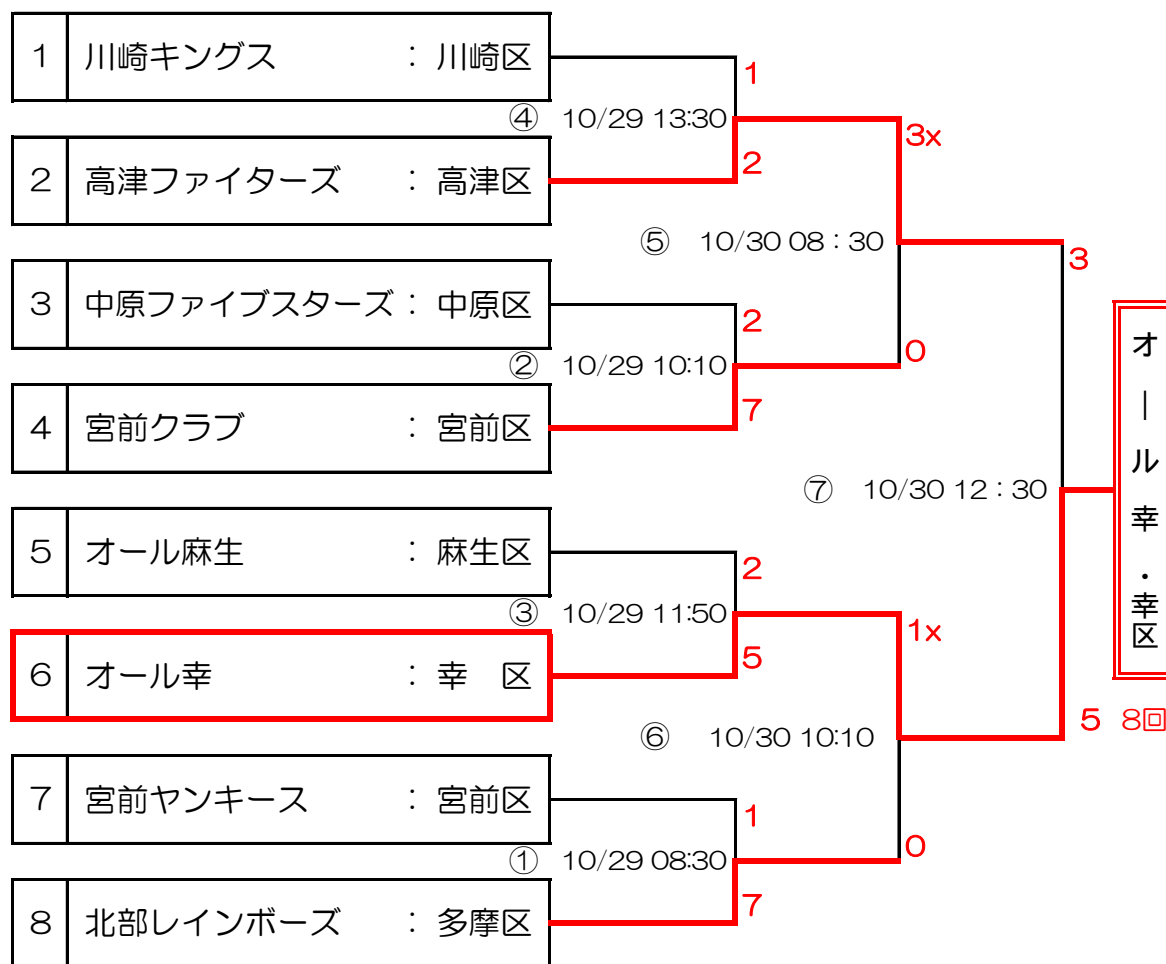 1 川崎キングス : 川崎区
1
④ 10/29 13:30
3x
2 高津ファイターズ : 高津区
2
⑤ 10/30 08:30
3
3 中原ファイブスターズ : 中原区
2
② 10/29 10:10
0
4 宮前クラブ : 宮前区
7
⑦ 10/30 12:30
オール幸・幸区
5 オール麻生 : 麻生区
2
③ 10/29 11:50
1x
6 オール幸 : 幸 区
5
5 8回
⑥ 10/30 10:10
7 宮前ヤンキース : 宮前区
1
① 10/29 08:30
0
8 北部レインボーズ : 多摩区
7